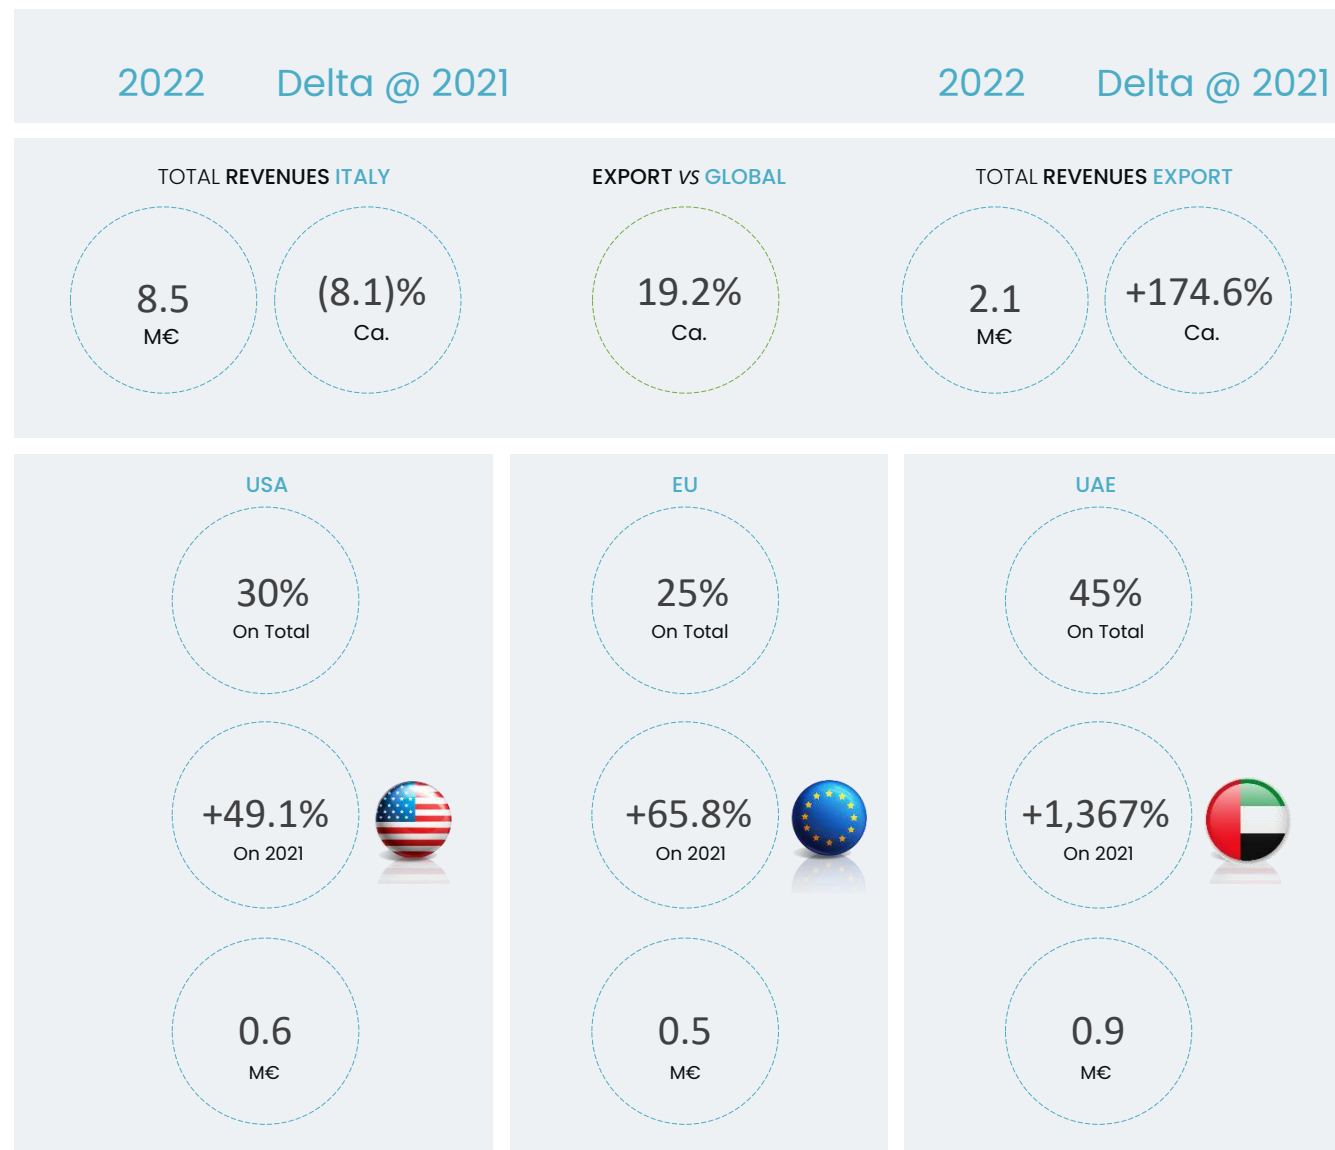 2022 Delta @ 2021 2022 Delta @ 2021
TOTAL REVENUES ITALY EXPORT VS GLOBAL TOTAL REVENUES EXPORT
8.5 (8.1)% 19.2% 2.1 +174.6%
M€ Ca. Ca. M€ Ca.
USA EU UAE
30% 25% 45%
On Total On Total On Total
+49.1% +65.8% +1,367%
On 2021 On 2021 On 2021
0.6 0.5 0.9
M€ M€ M€